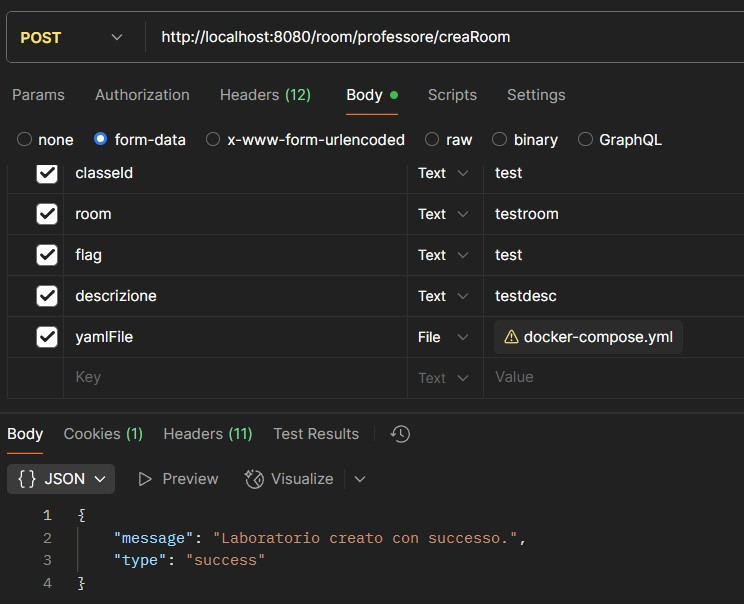 POST http://localhost:8080/room/professore/creaRoom
Params Authorization Headers (12) Body Scripts Settings
none form-data x-www-form-urlencoded raw binary GraphQL
classeId Text test
room Text testroom
flag Text test
descrizione Text testdesc
yamlFile File docker-compose.yml
Key Text Value
Body Cookies (1) Headers (11) Test Results
{} JSON Preview Visualize
1 {
2 "message": "Laboratorio creato con successo.",
3 "type": "success"
4 }